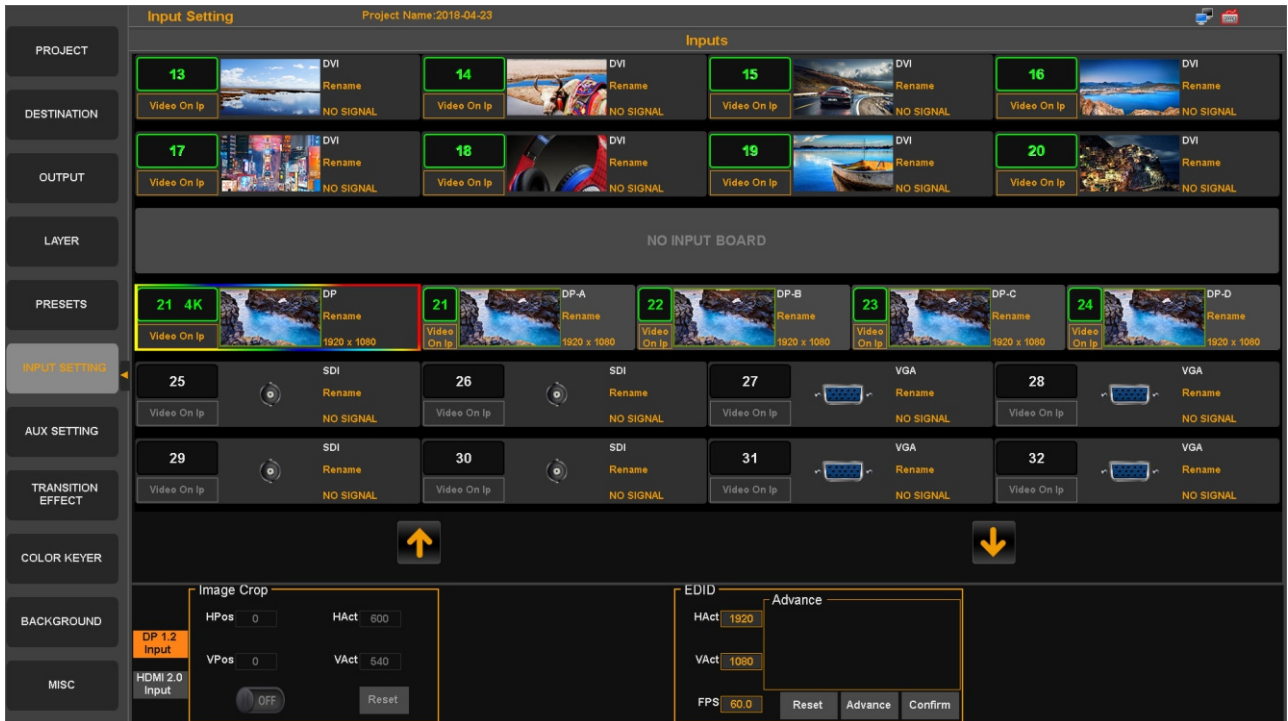 Input Setting
Project Name:2018-04-23
PROJECT
DESTINATION
OUTPUT
LAYER
PRESETS
INPUT SETTING
AUX SETTING
TRANSITION
EFFECT
COLOR KEYER
BACKGROUND
MISC
Inputs
13
Video On Ip
DVI
Rename
NO SIGNAL
14
Video On Ip
DVI
Rename
NO SIGNAL
15
Video On Ip
DVI
Rename
NO SIGNAL
16
Video On Ip
DVI
Rename
NO SIGNAL
17
Video On Ip
DVI
Rename
NO SIGNAL
18
Video On Ip
DVI
Rename
NO SIGNAL
19
Video On Ip
DVI
Rename
NO SIGNAL
20
Video On Ip
DVI
Rename
NO SIGNAL
NO INPUT BOARD
21 4K
Video On Ip
DP
Rename
1920 x 1080
21
Video
On Ip
DP-A
Rename
1920 x 1080
22
Video
On Ip
DP-B
Rename
1920 x 1080
23
Video
On Ip
DP-C
Rename
1920 x 1080
24
Video
On Ip
DP-D
Rename
1920 x 1080
25
Video On Ip
SDI
Rename
NO SIGNAL
26
Video On Ip
SDI
Rename
NO SIGNAL
27
Video On Ip
VGA
Rename
NO SIGNAL
28
Video On Ip
VGA
Rename
NO SIGNAL
29
Video On Ip
SDI
Rename
NO SIGNAL
30
Video On Ip
SDI
Rename
NO SIGNAL
31
Video On Ip
VGA
Rename
NO SIGNAL
32
Video On Ip
VGA
Rename
NO SIGNAL
DP 1.2
Input
HDMI 2.0
Input
Image Crop
HPos 0
HAct 600
VPos 0
VAct 540
OFF
Reset
EDID
HAct 1920
VAct 1080
FPS 60.0
Advance
Reset
Advance
Confirm